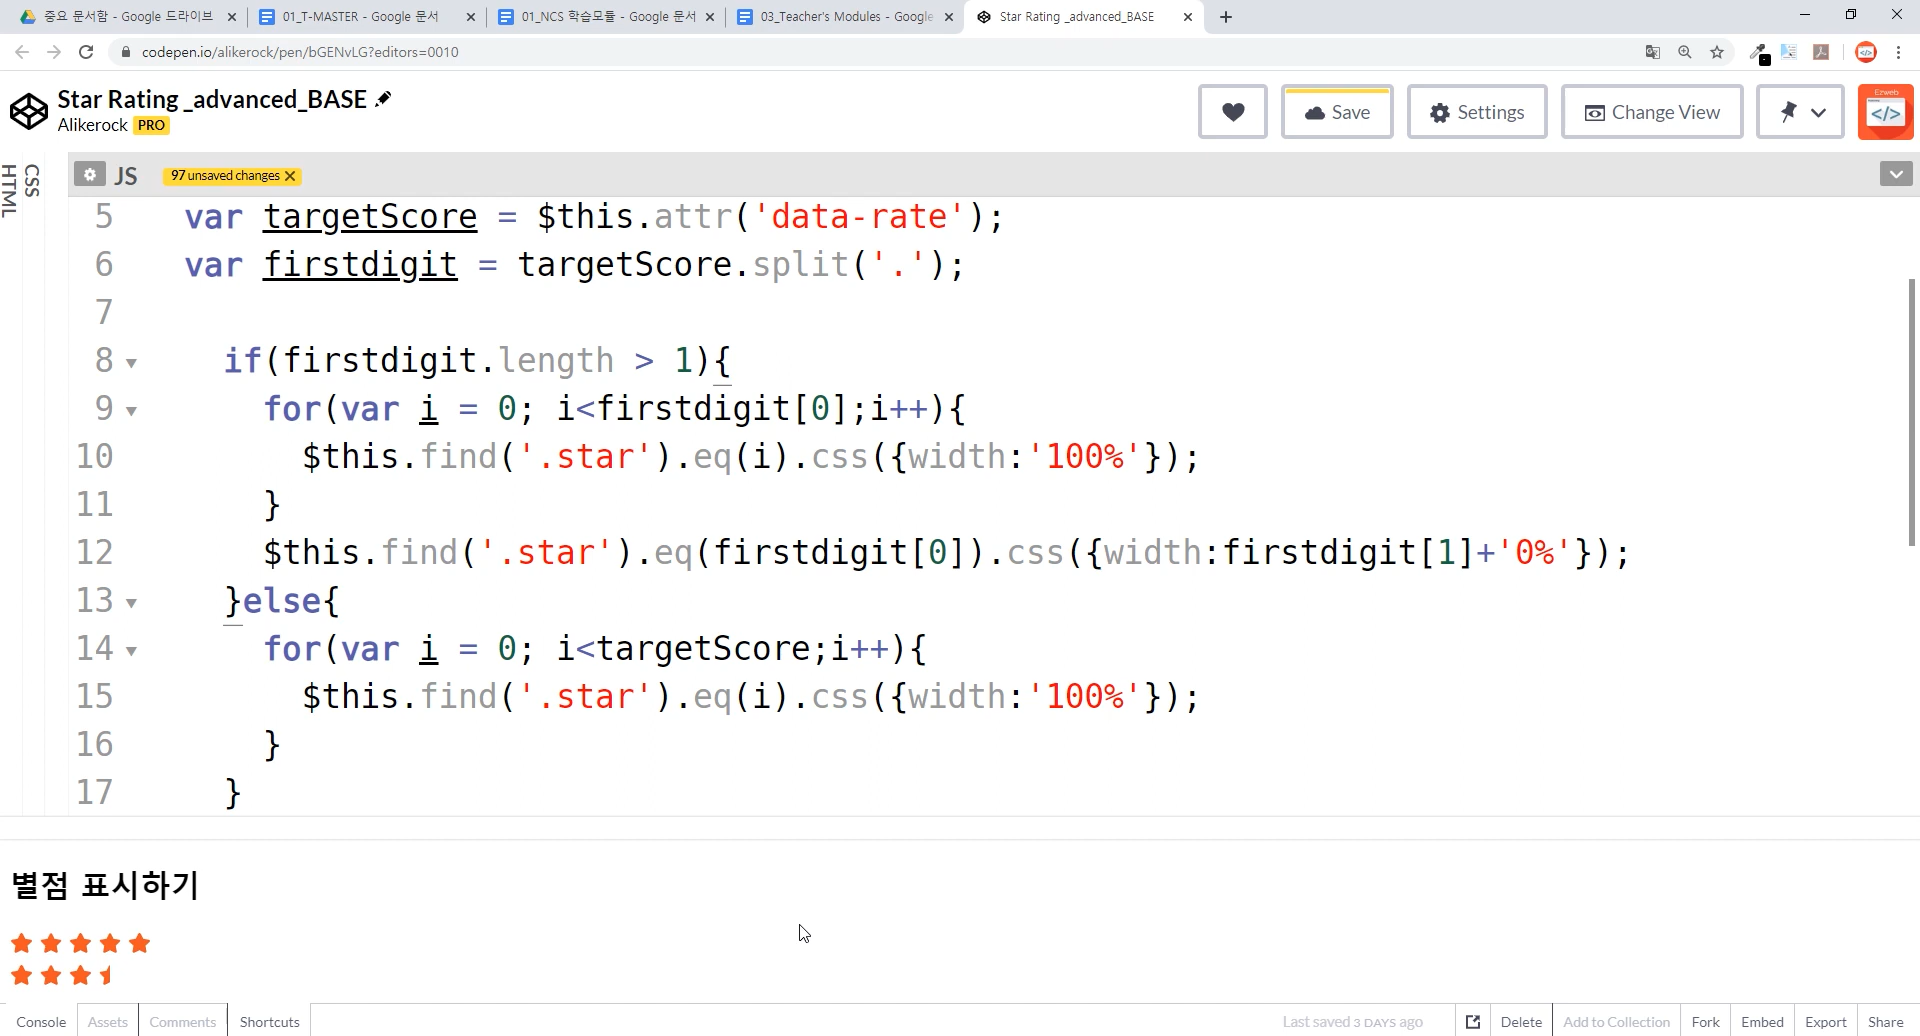 중요 문서함 - Google 드라이브
01_T-MASTER - Google 문서
01_NCS 학습모듈 - Google 문서
03_Teacher's Modules - Google
Star Rating _advanced_BASE
codepen.io/alikerock/pen/bGENvLG?editors=0010
Star Rating _advanced_BASE
Alikerock PRO
Save
Settings
Change View
Ezweb
</>
HTML
CSS
JS
97 unsaved changes
5 var targetScore = $this.attr('data-rate');
6 var firstdigit = targetScore.split('.');
7
8 if(firstdigit.length > 1){
9 for(var i = 0; i<firstdigit[0];i++){
10 $this.find('.star').eq(i).css({width:'100%'});
11 }
12 $this.find('.star').eq(firstdigit[0]).css({width:firstdigit[1]+'0%'});
13 }else{
14 for(var i = 0; i<targetScore;i++){
15 $this.find('.star').eq(i).css({width:'100%'});
16 }
17 }
별점 표시하기
Console
Assets
Comments
Shortcuts
Last saved 3 DAYS ago
Delete
Add to Collection
Fork
Embed
Export
Share